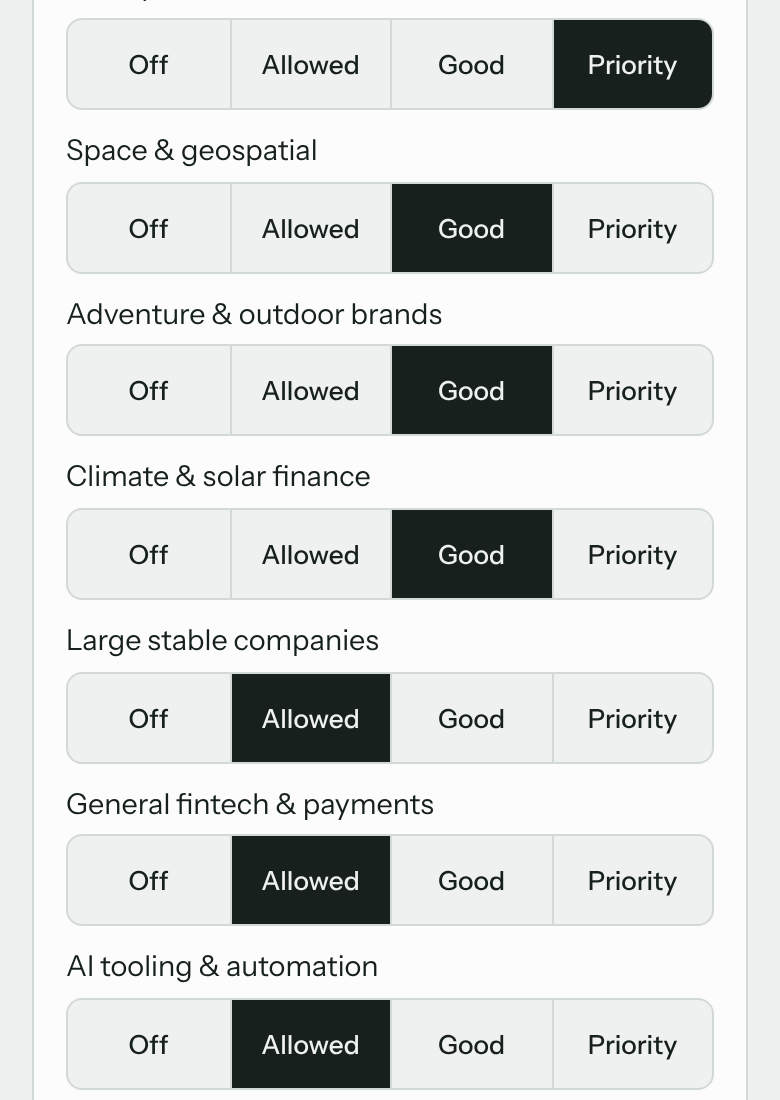 Off Allowed Good Priority
Space & geospatial
Off Allowed Good Priority
Adventure & outdoor brands
Off Allowed Good Priority
Climate & solar finance
Off Allowed Good Priority
Large stable companies
Off Allowed Good Priority
General fintech & payments
Off Allowed Good Priority
AI tooling & automation
Off Allowed Good Priority